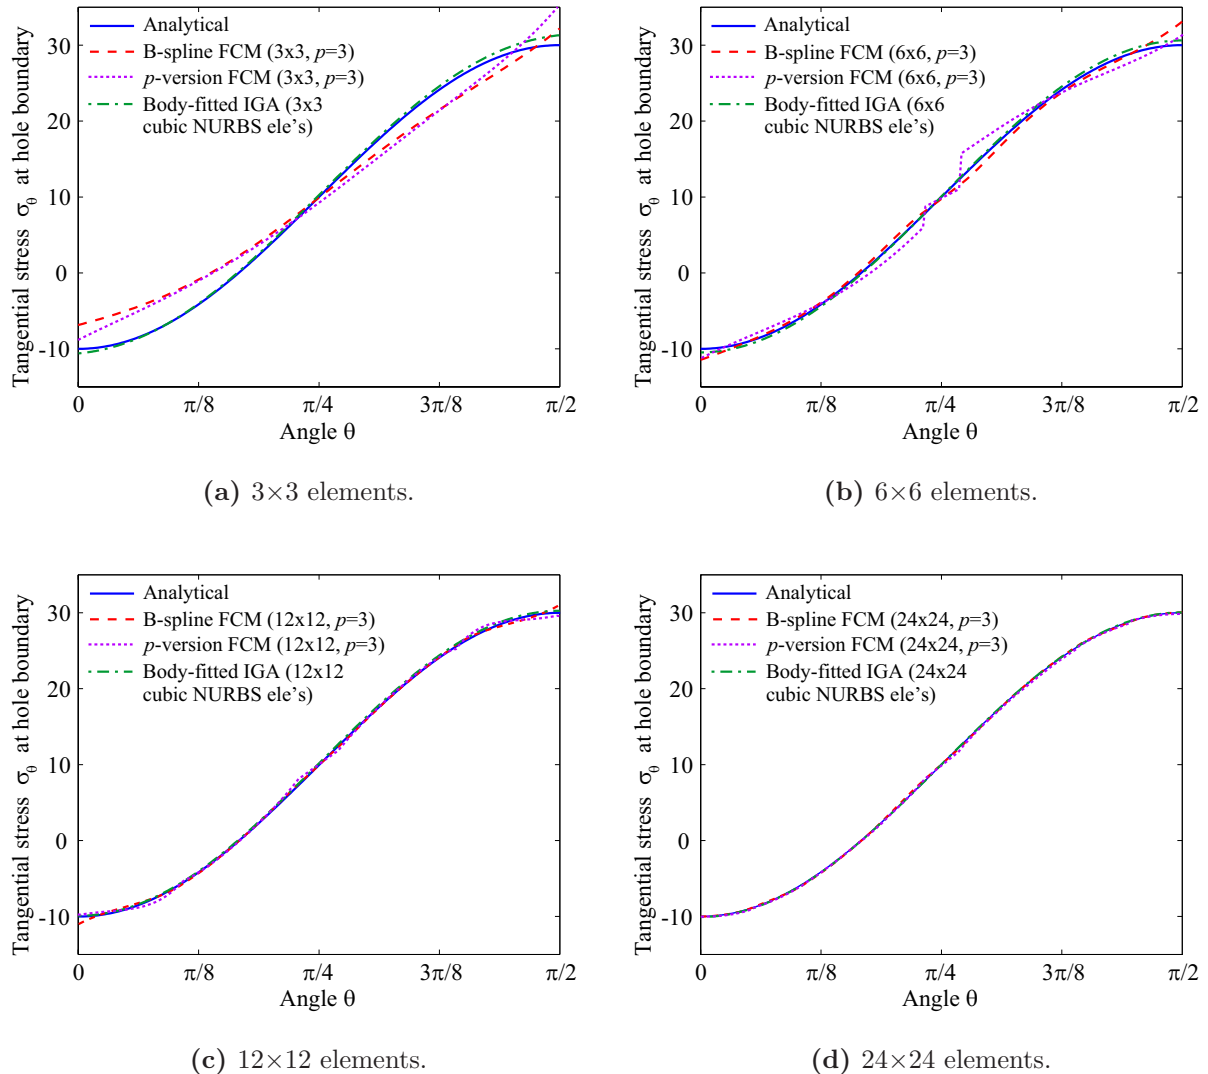 Analytical
B-spline FCM (3x3, p=3)
p-version FCM (3x3, p=3)
Body-fitted IGA (3x3
cubic NURBS ele's)
Tangential stress σθ at hole boundary
30
20
10
0
-10
0 π/8 π/4 3π/8 π/2
Angle θ
(a) 3×3 elements.
Analytical
B-spline FCM (6x6, p=3)
p-version FCM (6x6, p=3)
Body-fitted IGA (6x6
cubic NURBS ele's)
Tangential stress σθ at hole boundary
30
20
10
0
-10
0 π/8 π/4 3π/8 π/2
Angle θ
(b) 6×6 elements.
Analytical
B-spline FCM (12x12, p=3)
p-version FCM (12x12, p=3)
Body-fitted IGA (12x12
cubic NURBS ele's)
Tangential stress σθ at hole boundary
30
20
10
0
-10
0 π/8 π/4 3π/8 π/2
Angle θ
(c) 12×12 elements.
Analytical
B-spline FCM (24x24, p=3)
p-version FCM (24x24, p=3)
Body-fitted IGA (24x24
cubic NURBS ele's)
Tangential stress σθ at hole boundary
30
20
10
0
-10
0 π/8 π/4 3π/8 π/2
Angle θ
(d) 24×24 elements.